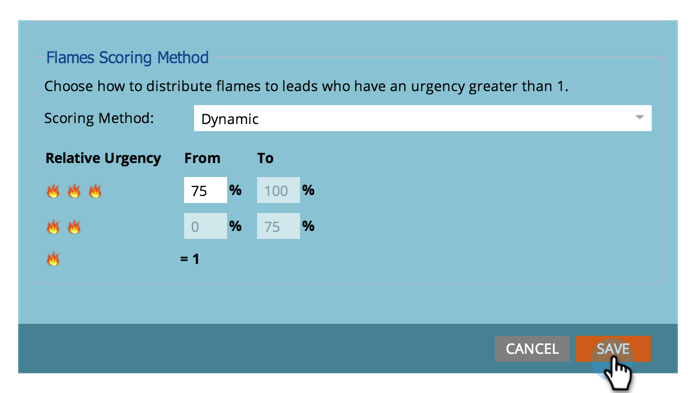 Flames Scoring Method
Choose how to distribute flames to leads who have an urgency greater than 1.
Scoring Method: Dynamic
Relative Urgency From To
75 % 100 %
0 % 75 %
= 1
CANCEL SAVE